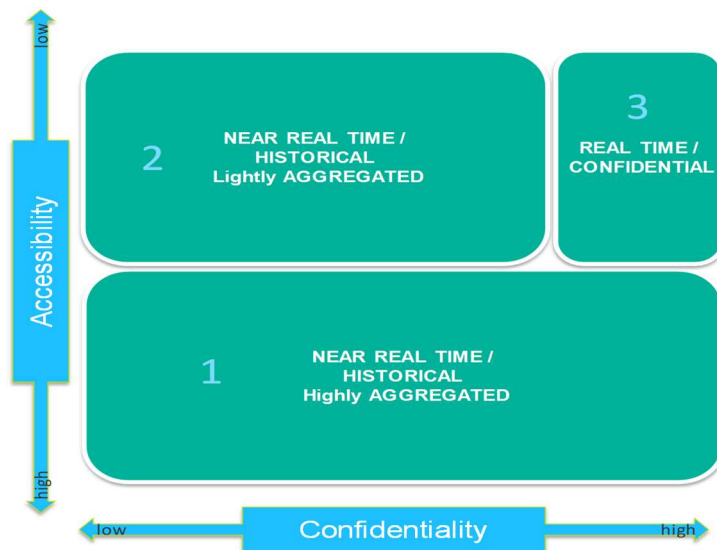 low
Accessibility
high
2
NEAR REAL TIME /
HISTORICAL
Lightly AGGREGATED
3
REAL TIME /
CONFIDENTIAL
1
NEAR REAL TIME /
HISTORICAL
Highly AGGREGATED
low
Confidentiality
high